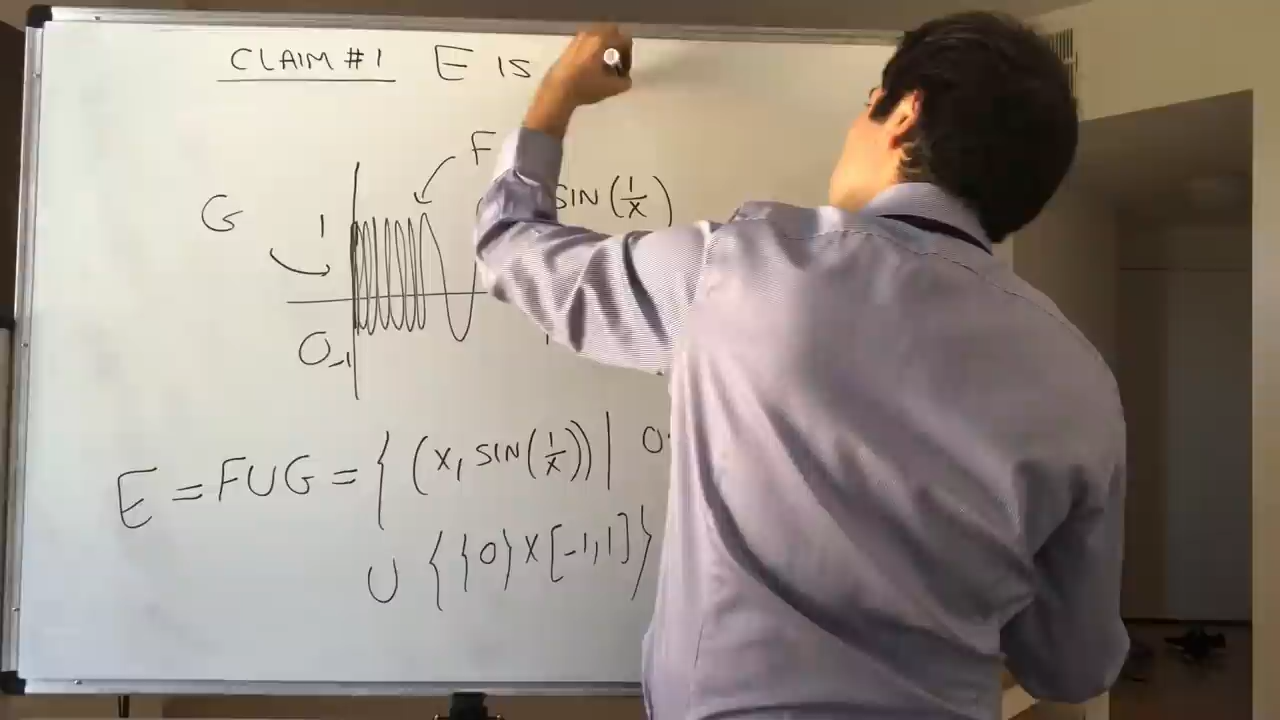 CLAIM #1 E IS
F
SIN (1/X)
G 1
0 -1
E = FUG = { (X, SIN(1/X)) | 0
U { {0} X [-1,1] }